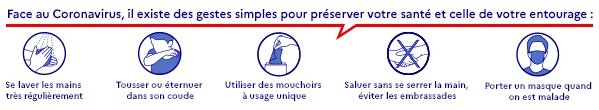 Face au Coronavirus, il existe des gestes simples pour préserver votre santé et celle de votre entourage :
Se laver les mains
très régulièrement
Tousser ou éternuer
dans son coude
Utiliser des mouchoirs
à usage unique
Saluer sans se serrer la main,
éviter les embrassades
Porter un masque quand
on est malade